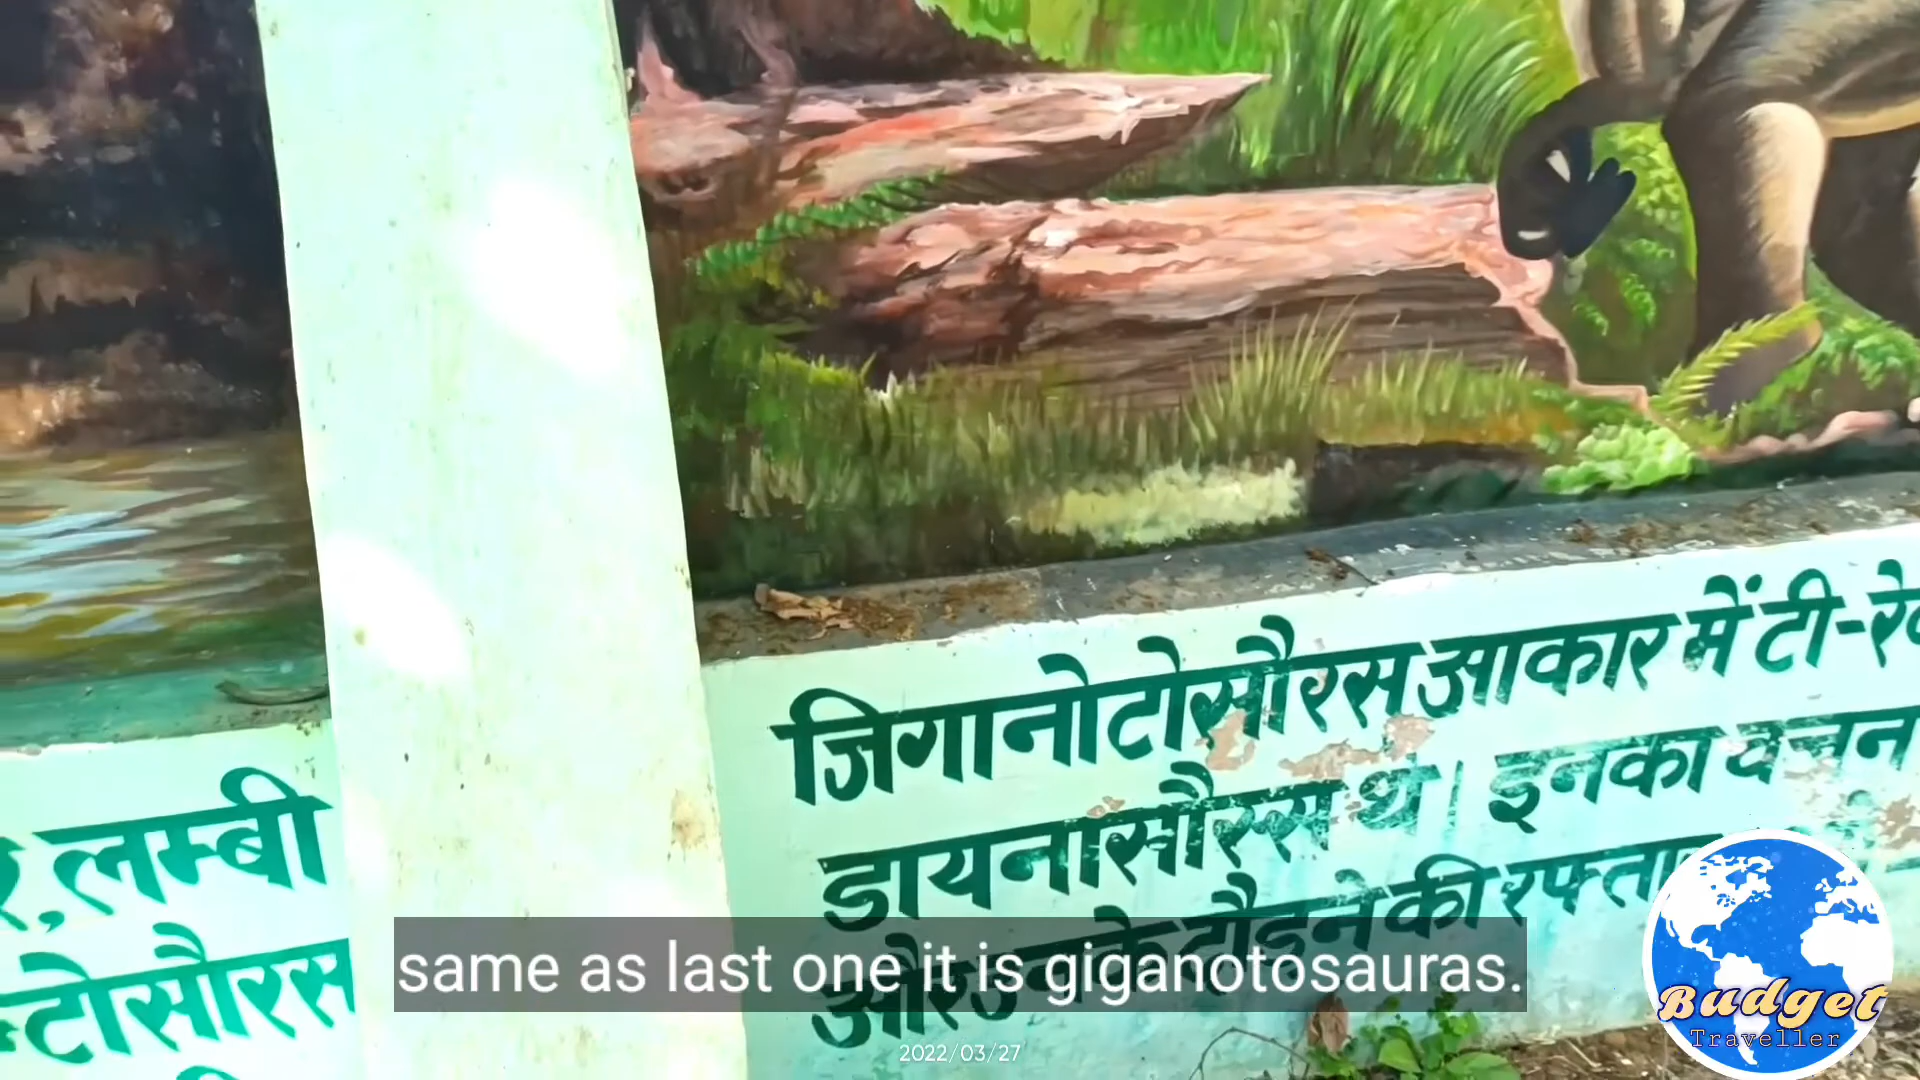 जिगानोटोसौरस आकार में टी-रे
डायनासौरस थे। इनका वजन
और उनके दौड़ने की रफ्तार
लम्बी
न्टोसौरस
same as last one it is giganotosauras.
2022/03/27
Budget
Traveller